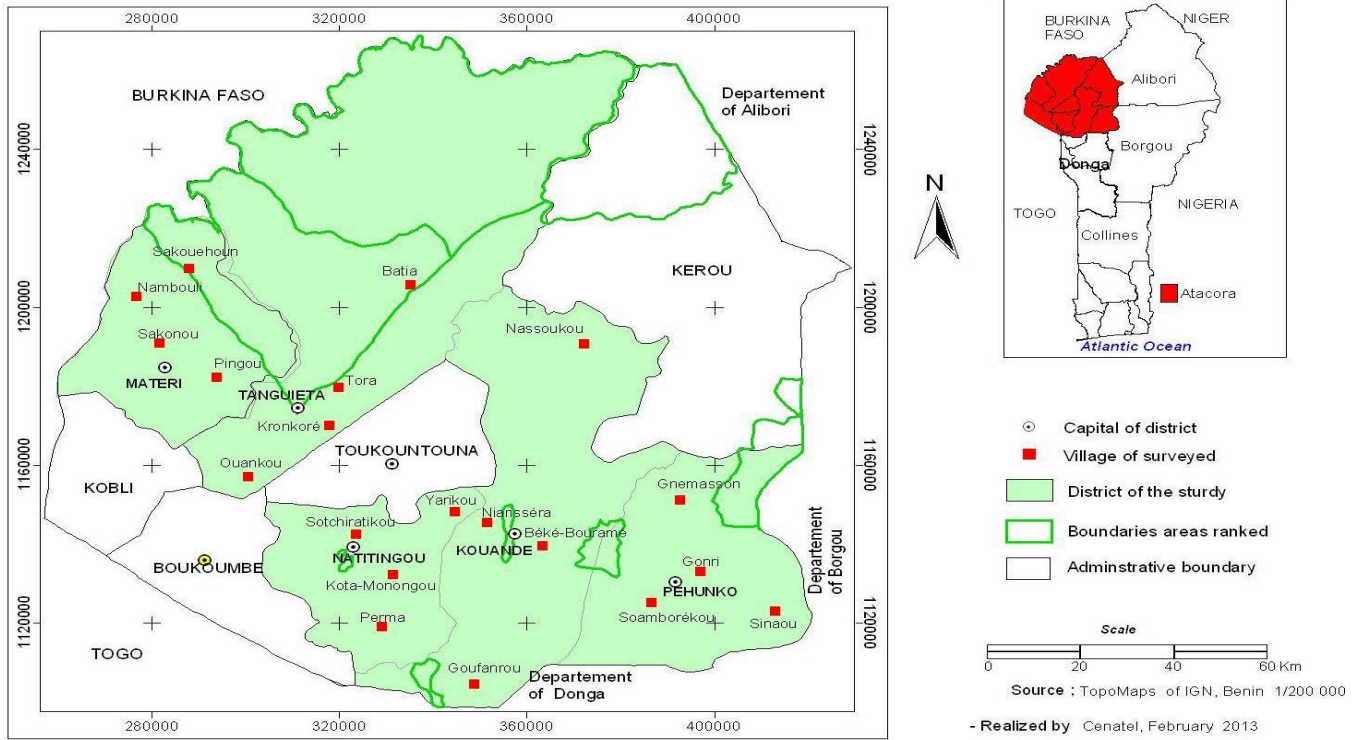 280000 320000 360000 400000
BURKINA FASO
Departement
of Alibori
1240000
1240000
Sakouehoun
Batia
KEROU
Nambouli
1200000
1200000
Nassoukou
Sakonou
Pingou
MATERI
Tora
TANGUIETA
Kronkoré
TOUKOUNTOUNA
1160000
1160000
Ouankou
KOBLI
Gnemasson
Yarikou
Niansséra
Sotchiratikou
Béké-Bouramé
KOUANDE
NATITINGOU
BOUKOUMBE
Gonri
Kota-Monongou
PEHUNKO
Departement
of Borgou
Soamborékou
Perma
Sinaou
1120000
1120000
TOGO
Goufanrou
Departement
of Donga
280000 320000 360000 400000
BURKINA
FASO
NIGER
Alibori
Borgou
Donga
TOGO
NIGERIA
Collines
Atacora
Atlantic Ocean
N
Capital of district
Village of surveyed
District of the sturdy
Boundaries areas ranked
Adminstrative boundary
Scale
0 20 40 60 Km
Source : TopoMaps of IGN, Benin 1/200 000
- Realized by Cenatel, February 2013